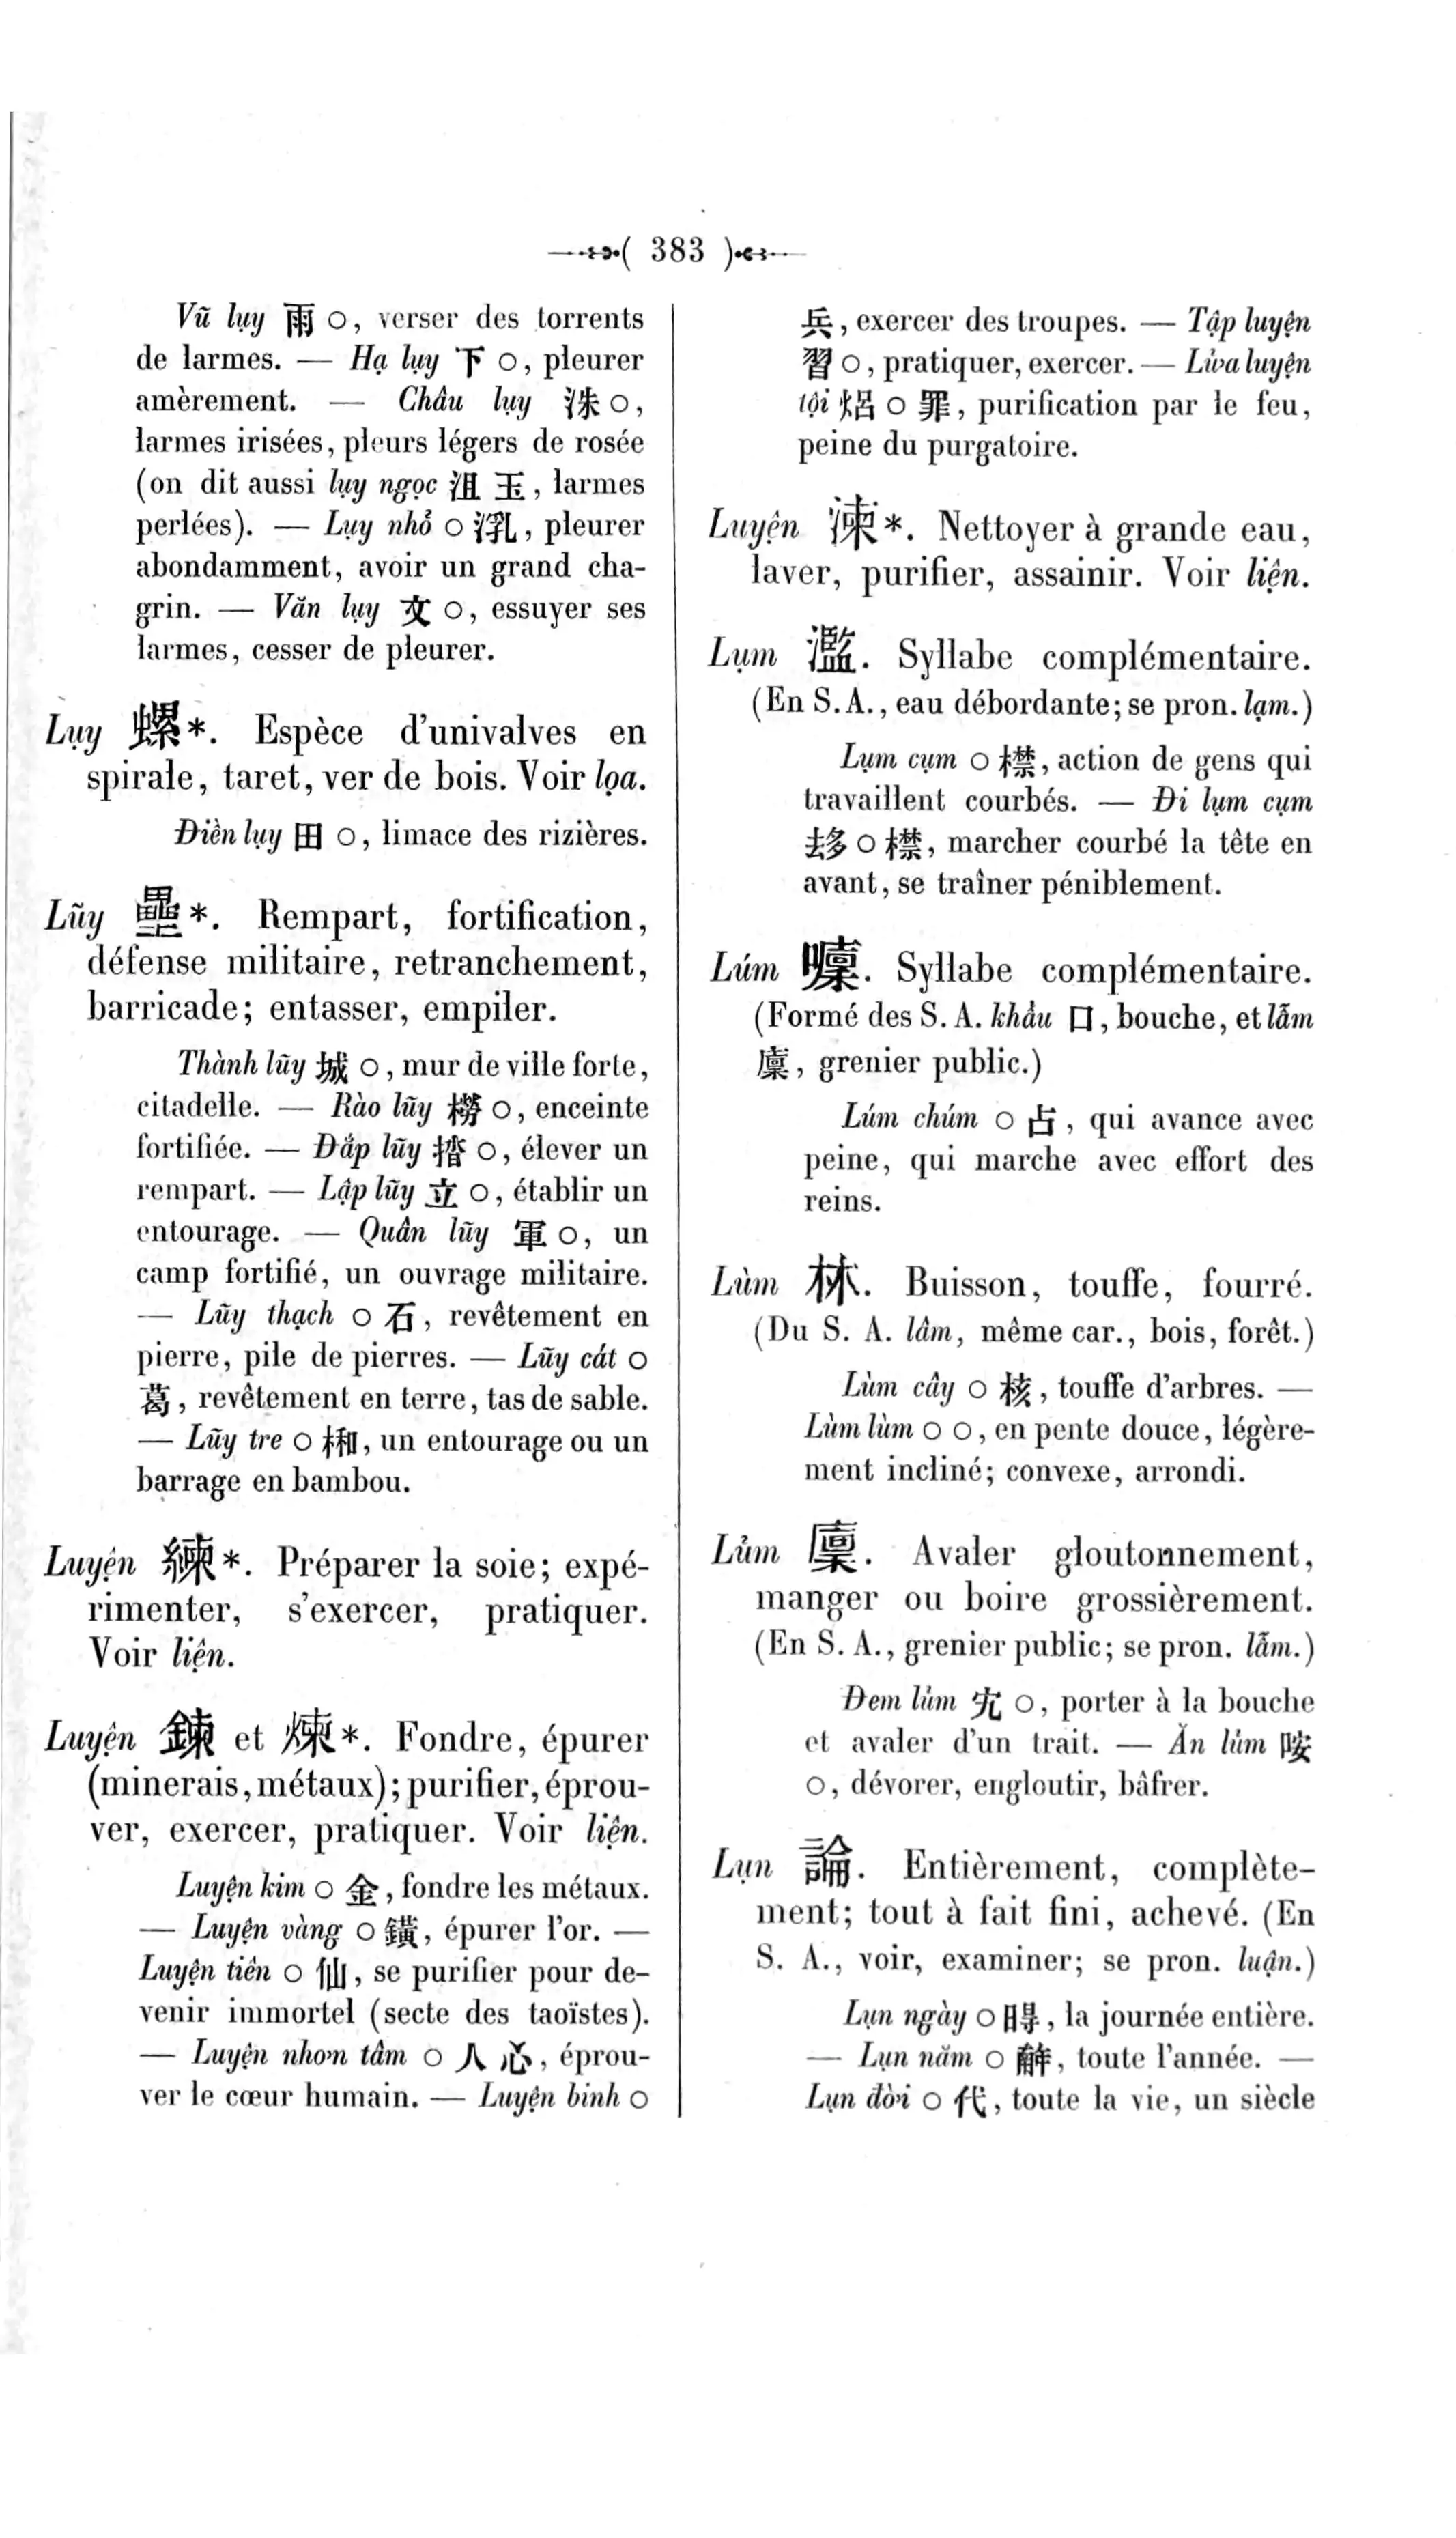 ( 383 )
Vũ lụy 雨 ○, verser des torrents
de larmes. — Hạ lụy 下 ○, pleurer
amèrement. — Châu lụy 洙 ○,
larmes irisées, pleurs légers de rosée
(on dit aussi lụy ngọc 沮 玉, larmes
perlées). — Lụy nhỏ ○ 浮乳, pleurer
abondamment, avoir un grand cha-
grin. — Văn lụy 文 ○, essuyer ses
larmes, cesser de pleurer.
Lụy 螺*. Espèce d'univalves en
spirale, taret, ver de bois. Voir lọa.
Điền lụy 田 ○, limace des rizières.
Lũy 壘*. Rempart, fortification,
défense militaire, retranchement,
barricade; entasser, empiler.
Thành lũy 城 ○, mur de ville forte,
citadelle. — Rào lũy 橯 ○, enceinte
fortifiée. — Đắp lũy ○, élever un
rempart. — Lập lũy 立 ○, établir un
entourage. — Quân lũy 軍 ○, un
camp fortifié, un ouvrage militaire.
— Lũy thạch ○ 石, revêtement en
pierre, pile de pierres. — Lũy cát ○
葛, revêtement en terre, tas de sable.
— Lũy tre ○ 椥, un entourage ou un
barrage en bambou.
Luyện 練*. Préparer la soie; expé-
rimenter, s'exercer, pratiquer.
Voir liện.
Luyện 鍊 et 煉*. Fondre, épurer
(minerais, métaux); purifier, éprou-
ver, exercer, pratiquer. Voir liện.
Luyện kim ○ 金, fondre les métaux.
— Luyện vàng ○ 鐄, épurer l'or. —
Luyện tiên ○ 仙, se purifier pour de-
venir immortel (secte des taoïstes).
— Luyện nhơn tâm ○ 人 心, éprou-
ver le cœur humain. — Luyện binh ○
兵, exercer des troupes. — Tập luyện
習 ○, pratiquer, exercer. — Lửa luyện
tội 焒 ○ 罪, purification par le feu,
peine du purgatoire.
Luyện 湅*. Nettoyer à grande eau,
laver, purifier, assainir. Voir liện.
Lụm 濫. Syllabe complémentaire.
(En S. A., eau débordante; se pron. lạm.)
Lụm cụm ○ 襟, action de gens qui
travaillent courbés. — Đi lụm cụm
𠫾 ○ 襟, marcher courbé la tête en
avant, se traîner péniblement.
Lúm 㘋. Syllabe complémentaire.
(Formé des S. A. khẩu 口, bouche, et lẫm
廩, grenier public.)
Lúm chúm ○ 占, qui avance avec
peine, qui marche avec effort des
reins.
Lùm 林. Buisson, touffe, fourré.
(Du S. A. lâm, même car., bois, forêt.)
Lùm cây ○ 核, touffe d'arbres. —
Lùm lùm ○ ○, en pente douce, légère-
ment incliné; convexe, arrondi.
Lủm 廩. Avaler gloutonnement,
manger ou boire grossièrement.
(En S. A., grenier public; se pron. lẫm.)
Đem lủm ○, porter à la bouche
et avaler d'un trait. — Ăn lủm 咹
○, dévorer, engloutir, bâfrer.
Lụn 論. Entièrement, complète-
ment; tout à fait fini, achevé. (En
S. A., voir, examiner; se pron. luận.)
Lụn ngày ○ 𣈗, la journée entière.
— Lụn năm ○ 𢆥, toute l'année. —
Lụn đời ○ 代, toute la vie, un siècle